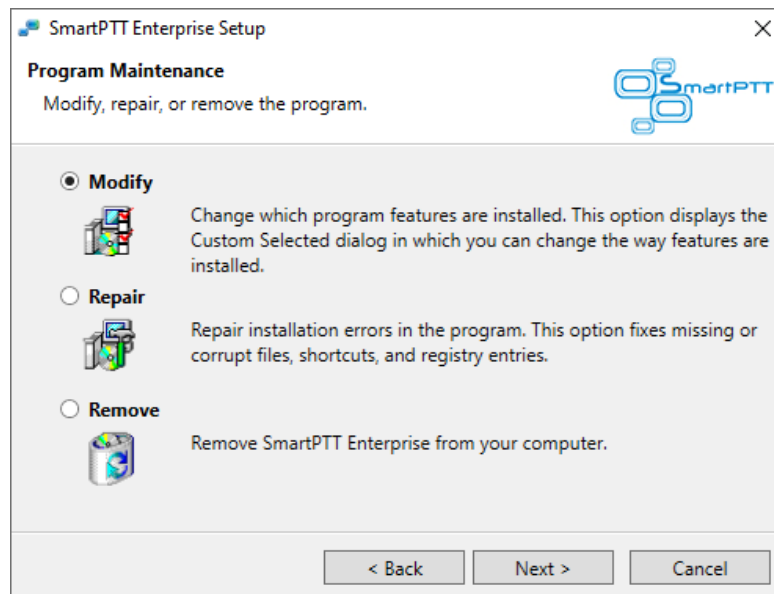 SmartPTT Enterprise Setup
Program Maintenance
Modify, repair, or remove the program.
SmartPTT
Modify
Change which program features are installed. This option displays the
Custom Selected dialog in which you can change the way features are
installed.
Repair
Repair installation errors in the program. This option fixes missing or
corrupt files, shortcuts, and registry entries.
Remove
Remove SmartPTT Enterprise from your computer.
< Back
Next >
Cancel